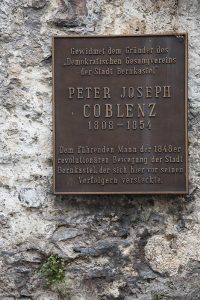 Gewidmet dem Gründer des
„Demokratischen Gesamtvereins
der Stadt Bernkastel"
PETER JOSEPH
COBLENZ
1808-1854
Dem führenden Mann der 1848er
revolutionären Bewegung der Stadt
Bernkastel, der sich hier vor seinen
Verfolgern versteckte.